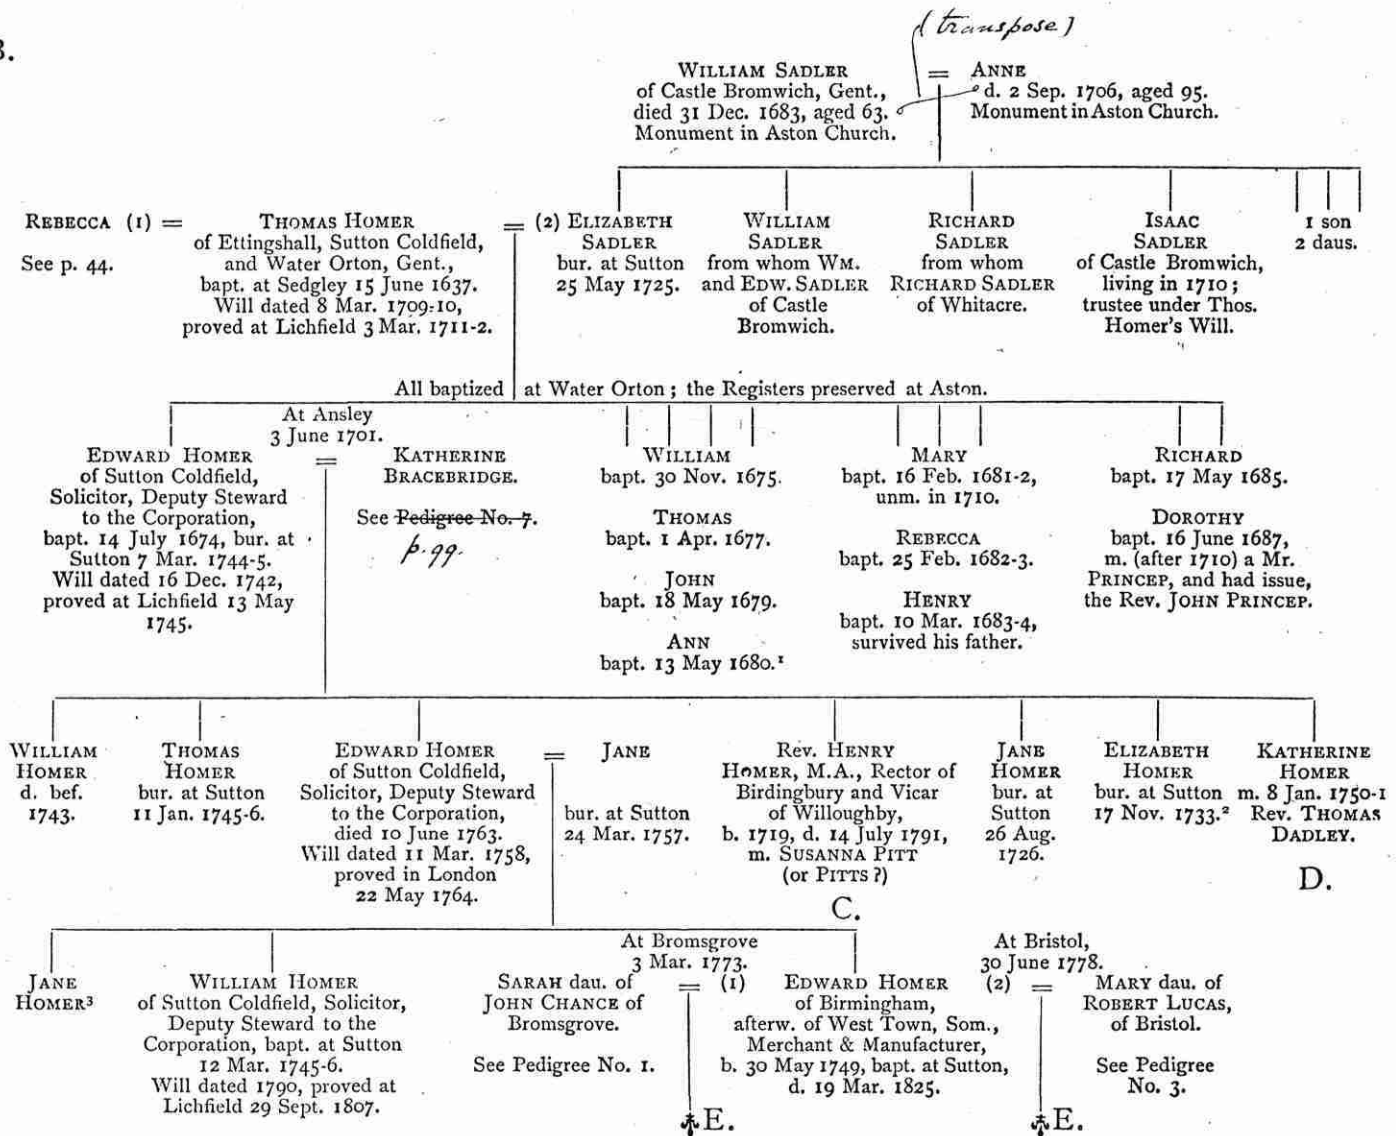 B.
( transpose )
WILLIAM SADLER
of Castle Bromwich, Gent.,
died 31 Dec. 1683, aged 63.
Monument in Aston Church.
=
ANNE
d. 2 Sep. 1706, aged 95.
Monument in Aston Church.
REBECCA (1) =
See p. 44.
THOMAS HOMER
of Ettingshall, Sutton Coldfield,
and Water Orton, Gent.,
bapt. at Sedgley 15 June 1637.
Will dated 8 Mar. 1709-10,
proved at Lichfield 3 Mar. 1711-2.
= (2) ELIZABETH
SADLER
bur. at Sutton
25 May 1725.
WILLIAM
SADLER
from whom WM.
and EDW. SADLER
of Castle
Bromwich.
RICHARD
SADLER
from whom
RICHARD SADLER
of Whitacre.
ISAAC
SADLER
of Castle Bromwich,
living in 1710;
trustee under Thos.
Homer's Will.
1 son
2 daus.
All baptized at Water Orton; the Registers preserved at Aston.
At Ansley
3 June 1701.
EDWARD HOMER
of Sutton Coldfield,
Solicitor, Deputy Steward
to the Corporation,
bapt. 14 July 1674, bur. at
Sutton 7 Mar. 1744-5.
Will dated 16 Dec. 1742,
proved at Lichfield 13 May
1745.
=
KATHERINE
BRACEBRIDGE.
See Pedigree No. 7.
p. 99.
WILLIAM
bapt. 30 Nov. 1675.
THOMAS
bapt. 1 Apr. 1677.
JOHN
bapt. 18 May 1679.
ANN
bapt. 13 May 1680.¹
MARY
bapt. 16 Feb. 1681-2,
unm. in 1710.
REBECCA
bapt. 25 Feb. 1682-3.
HENRY
bapt. 10 Mar. 1683-4,
survived his father.
RICHARD
bapt. 17 May 1685.
DOROTHY
bapt. 16 June 1687,
m. (after 1710) a Mr.
PRINCEP, and had issue,
the Rev. JOHN PRINCEP.
WILLIAM
HOMER
d. bef.
1743.
THOMAS
HOMER
bur. at Sutton
11 Jan. 1745-6.
EDWARD HOMER
of Sutton Coldfield,
Solicitor, Deputy Steward
to the Corporation,
died 10 June 1763.
Will dated 11 Mar. 1758,
proved in London
22 May 1764.
=
JANE
bur. at Sutton
24 Mar. 1757.
Rev. HENRY
HOMER, M.A., Rector of
Birdingbury and Vicar
of Willoughby,
b. 1719, d. 14 July 1791,
m. SUSANNA PITT
(or PITTS ?)
C.
JANE
HOMER
bur. at
Sutton
26 Aug.
1726.
ELIZABETH
HOMER
bur. at Sutton
17 Nov. 1733.²
KATHERINE
HOMER
m. 8 Jan. 1750-1
Rev. THOMAS
DADLEY.
D.
JANE
HOMER³
WILLIAM HOMER
of Sutton Coldfield, Solicitor,
Deputy Steward to the
Corporation, bapt. at Sutton
12 Mar. 1745-6.
Will dated 1790, proved at
Lichfield 29 Sept. 1807.
At Bromsgrove
3 Mar. 1773.
SARAH dau. of
JOHN CHANCE of
Bromsgrove.
See Pedigree No. 1.
= (1)
EDWARD HOMER
of Birmingham,
afterw. of West Town, Som.,
Merchant & Manufacturer,
b. 30 May 1749, bapt. at Sutton,
d. 19 Mar. 1825.
At Bristol,
30 June 1778.
(2) =
MARY dau. of
ROBERT LUCAS,
of Bristol.
See Pedigree
No. 3.
E.
E.